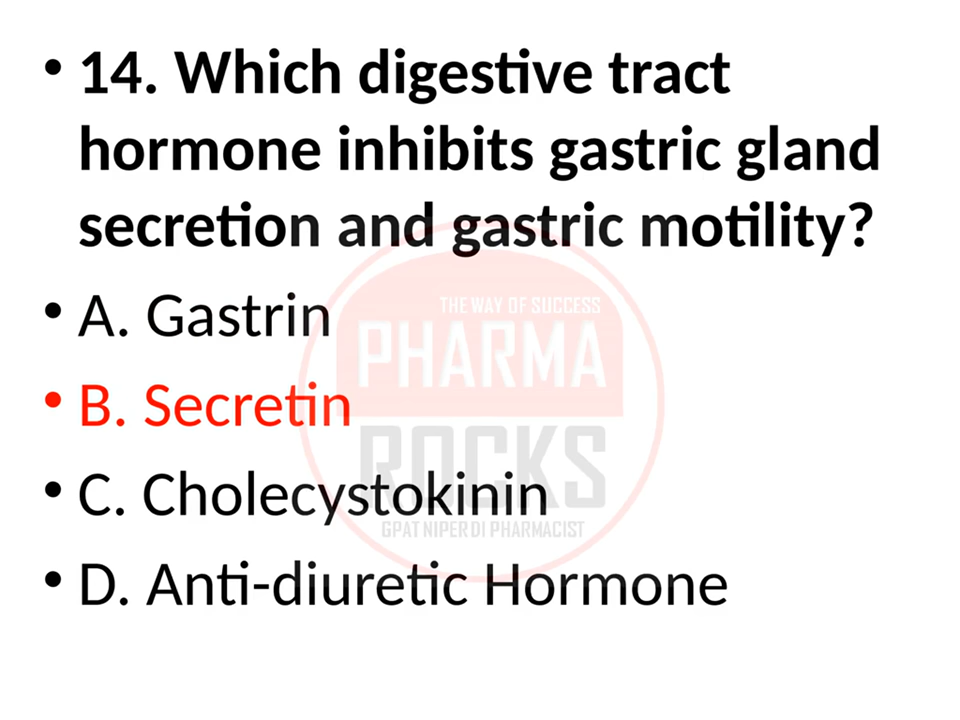 • 14. Which digestive tract
hormone inhibits gastric gland
secretion and gastric motility?
• A. Gastrin
THE WAY OF SUCCESS
PHARMA
• B. Secretin
ROCKS
• C. Cholecystokinin
GPAT NIPER DI PHARMACIST
• D. Anti-diuretic Hormone